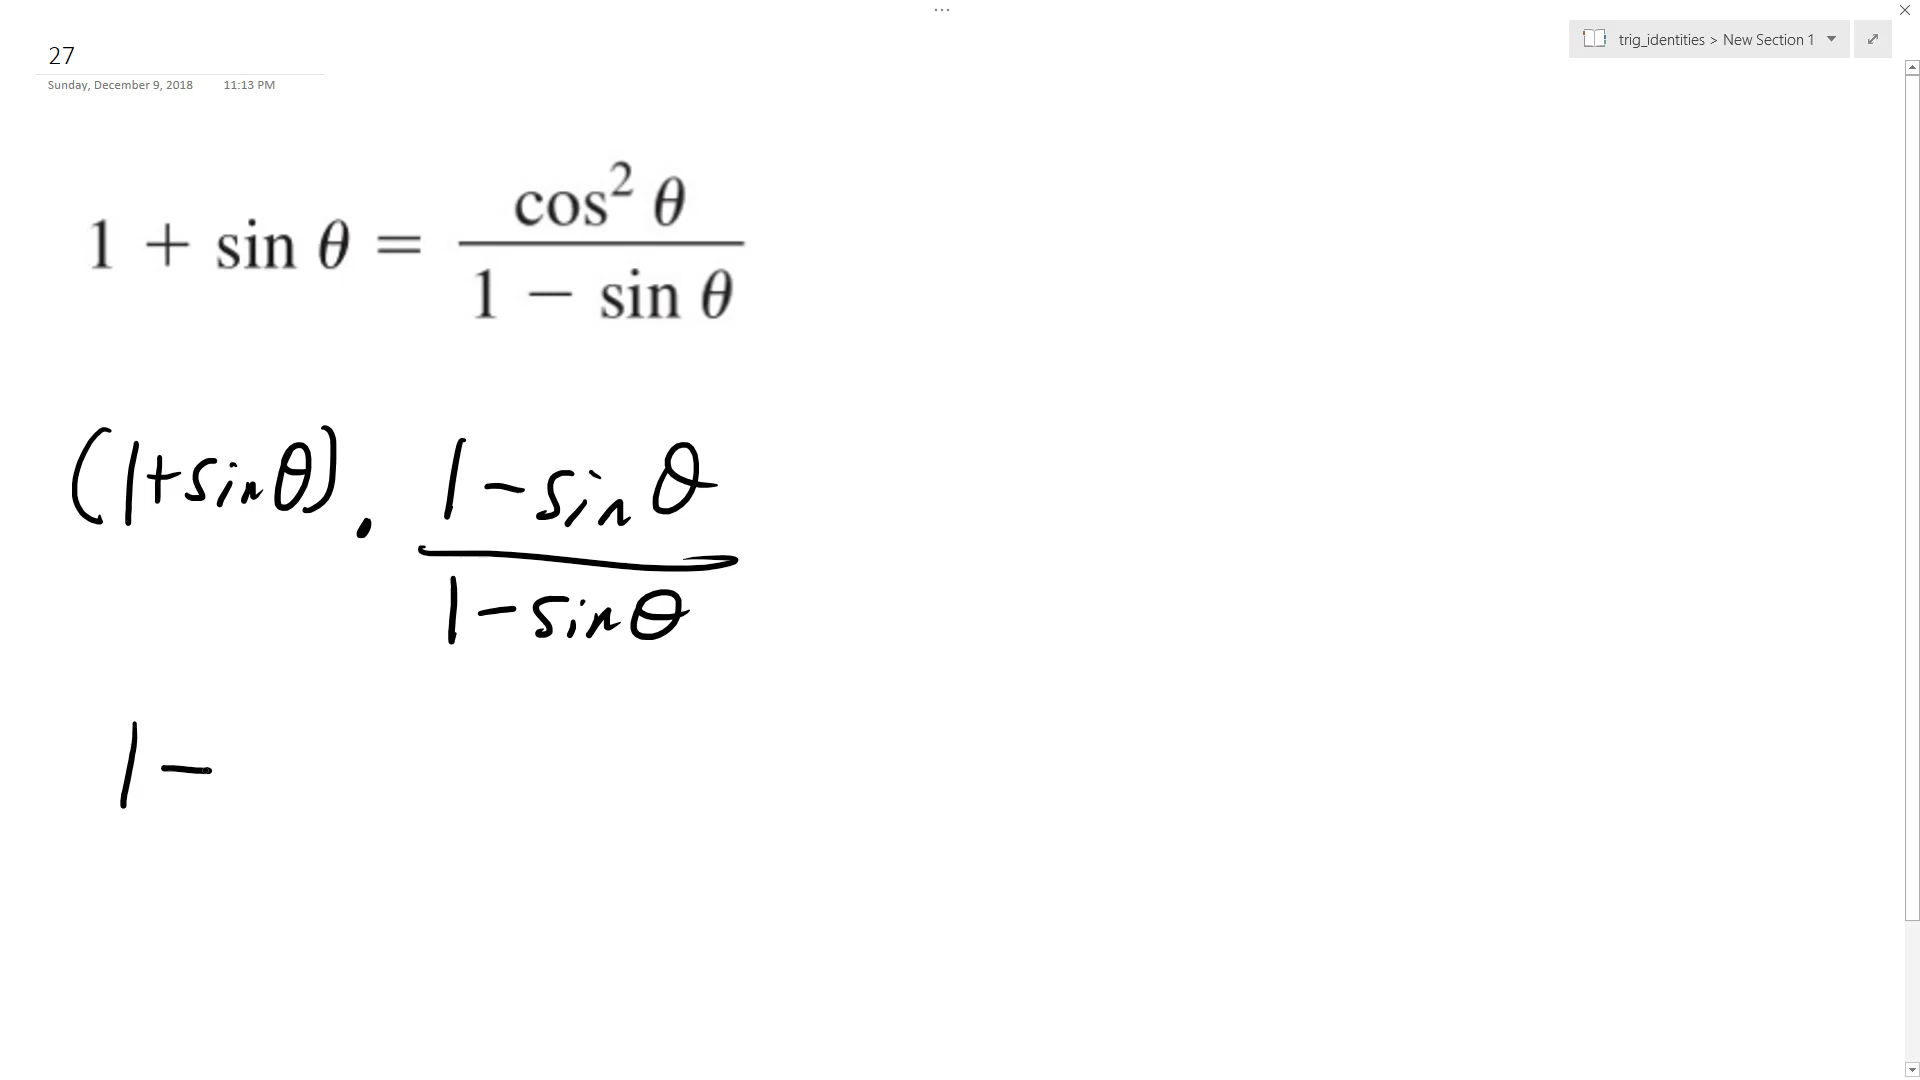 27
trig_identities > New Section 1
Sunday, December 9, 2018 11:13 PM
1 + sin θ = cos² θ / 1 − sin θ
(1+sinθ) . 1-sinθ / 1-sinθ
1-